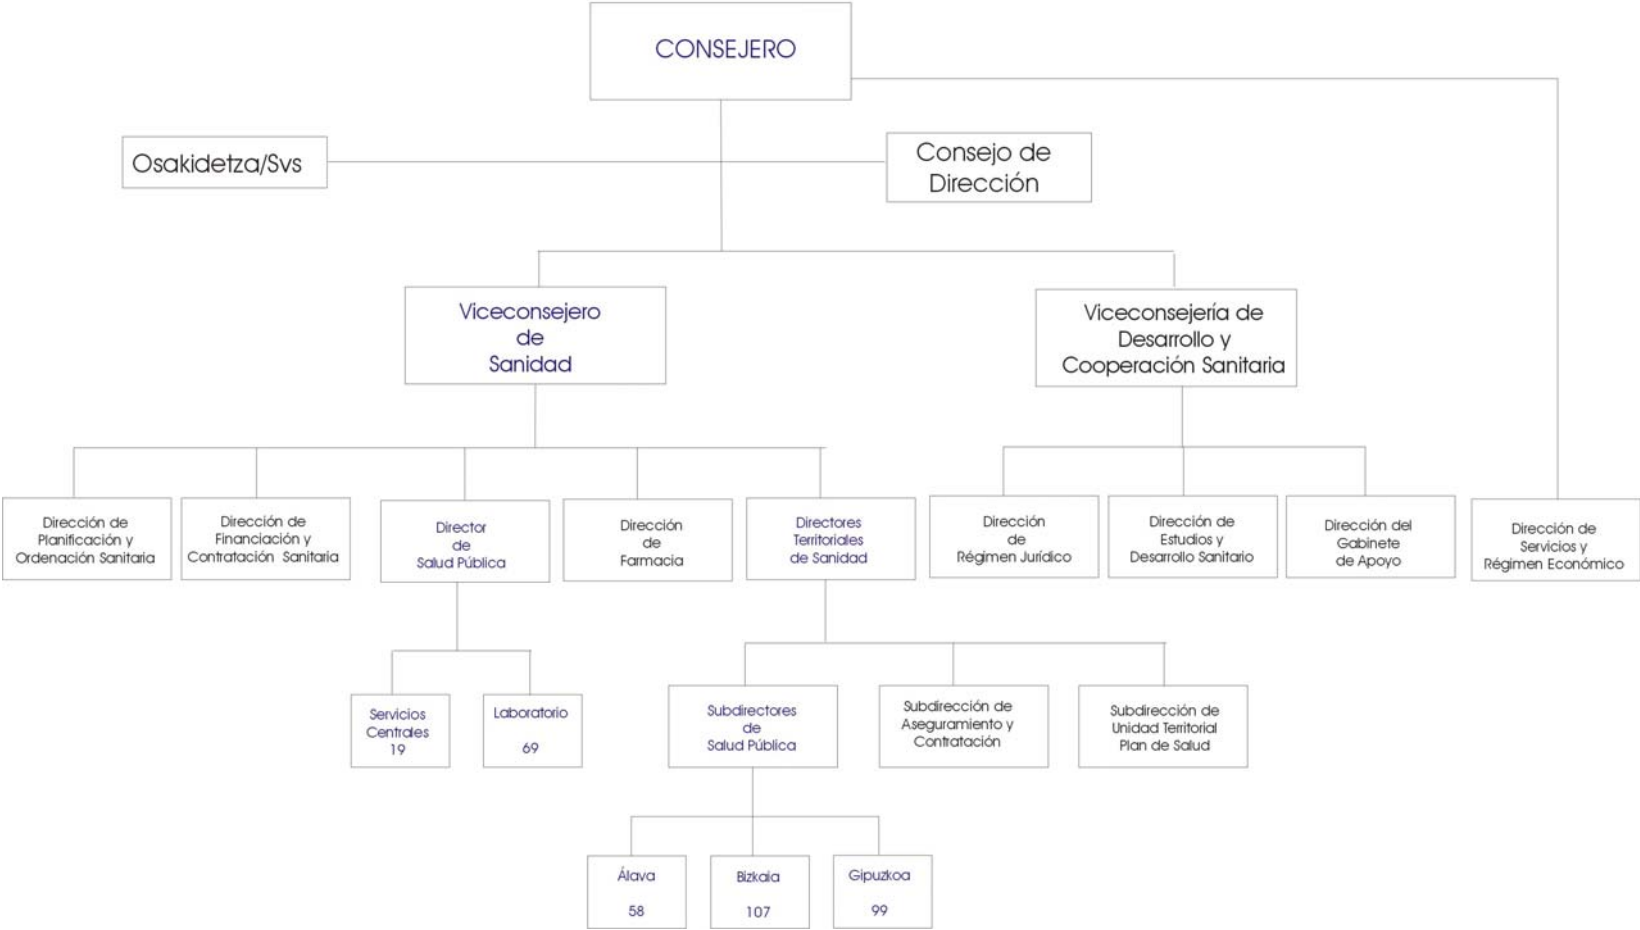 CONSEJERO
Osakidetza/Svs
Consejo de
Dirección
Viceconsejero
de
Sanidad
Viceconsejería de
Desarrollo y
Cooperación Sanitaria
Dirección de
Planificación y
Ordenación Sanitaria
Dirección de
Financiación y
Contratación Sanitaria
Director
de
Salud Pública
Dirección
de
Farmacia
Directores
Territoriales
de Sanidad
Dirección
de
Régimen Jurídico
Dirección de
Estudios y
Desarrollo Sanitario
Dirección del
Gabinete
de Apoyo
Dirección de
Servicios y
Régimen Económico
Servicios
Centrales
19
Laboratorio
69
Subdirectores
de
Salud Pública
Subdirección de
Aseguramiento y
Contratación
Subdirección de
Unidad Territorial
Plan de Salud
Álava
58
Bizkaia
107
Gipuzkoa
99